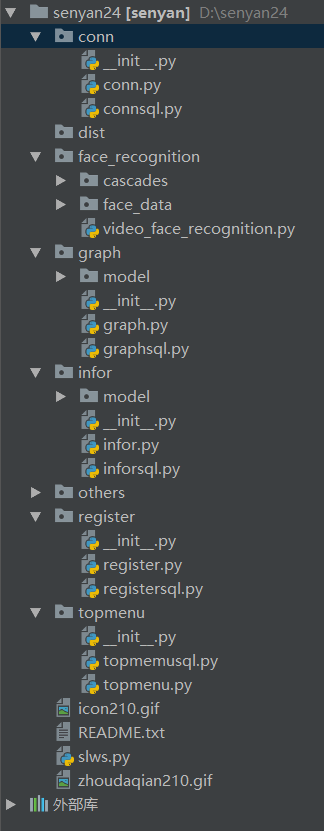 senyan24 [senyan] D:\senyan24
conn
__init__.py
conn.py
connsql.py
dist
face_recognition
cascades
face_data
video_face_recognition.py
graph
model
__init__.py
graph.py
graphsql.py
infor
model
__init__.py
infor.py
inforsql.py
others
register
__init__.py
register.py
registersql.py
topmenu
__init__.py
topmemusql.py
topmenu.py
icon210.gif
README.txt
slws.py
zhoudaqian210.gif
外部库